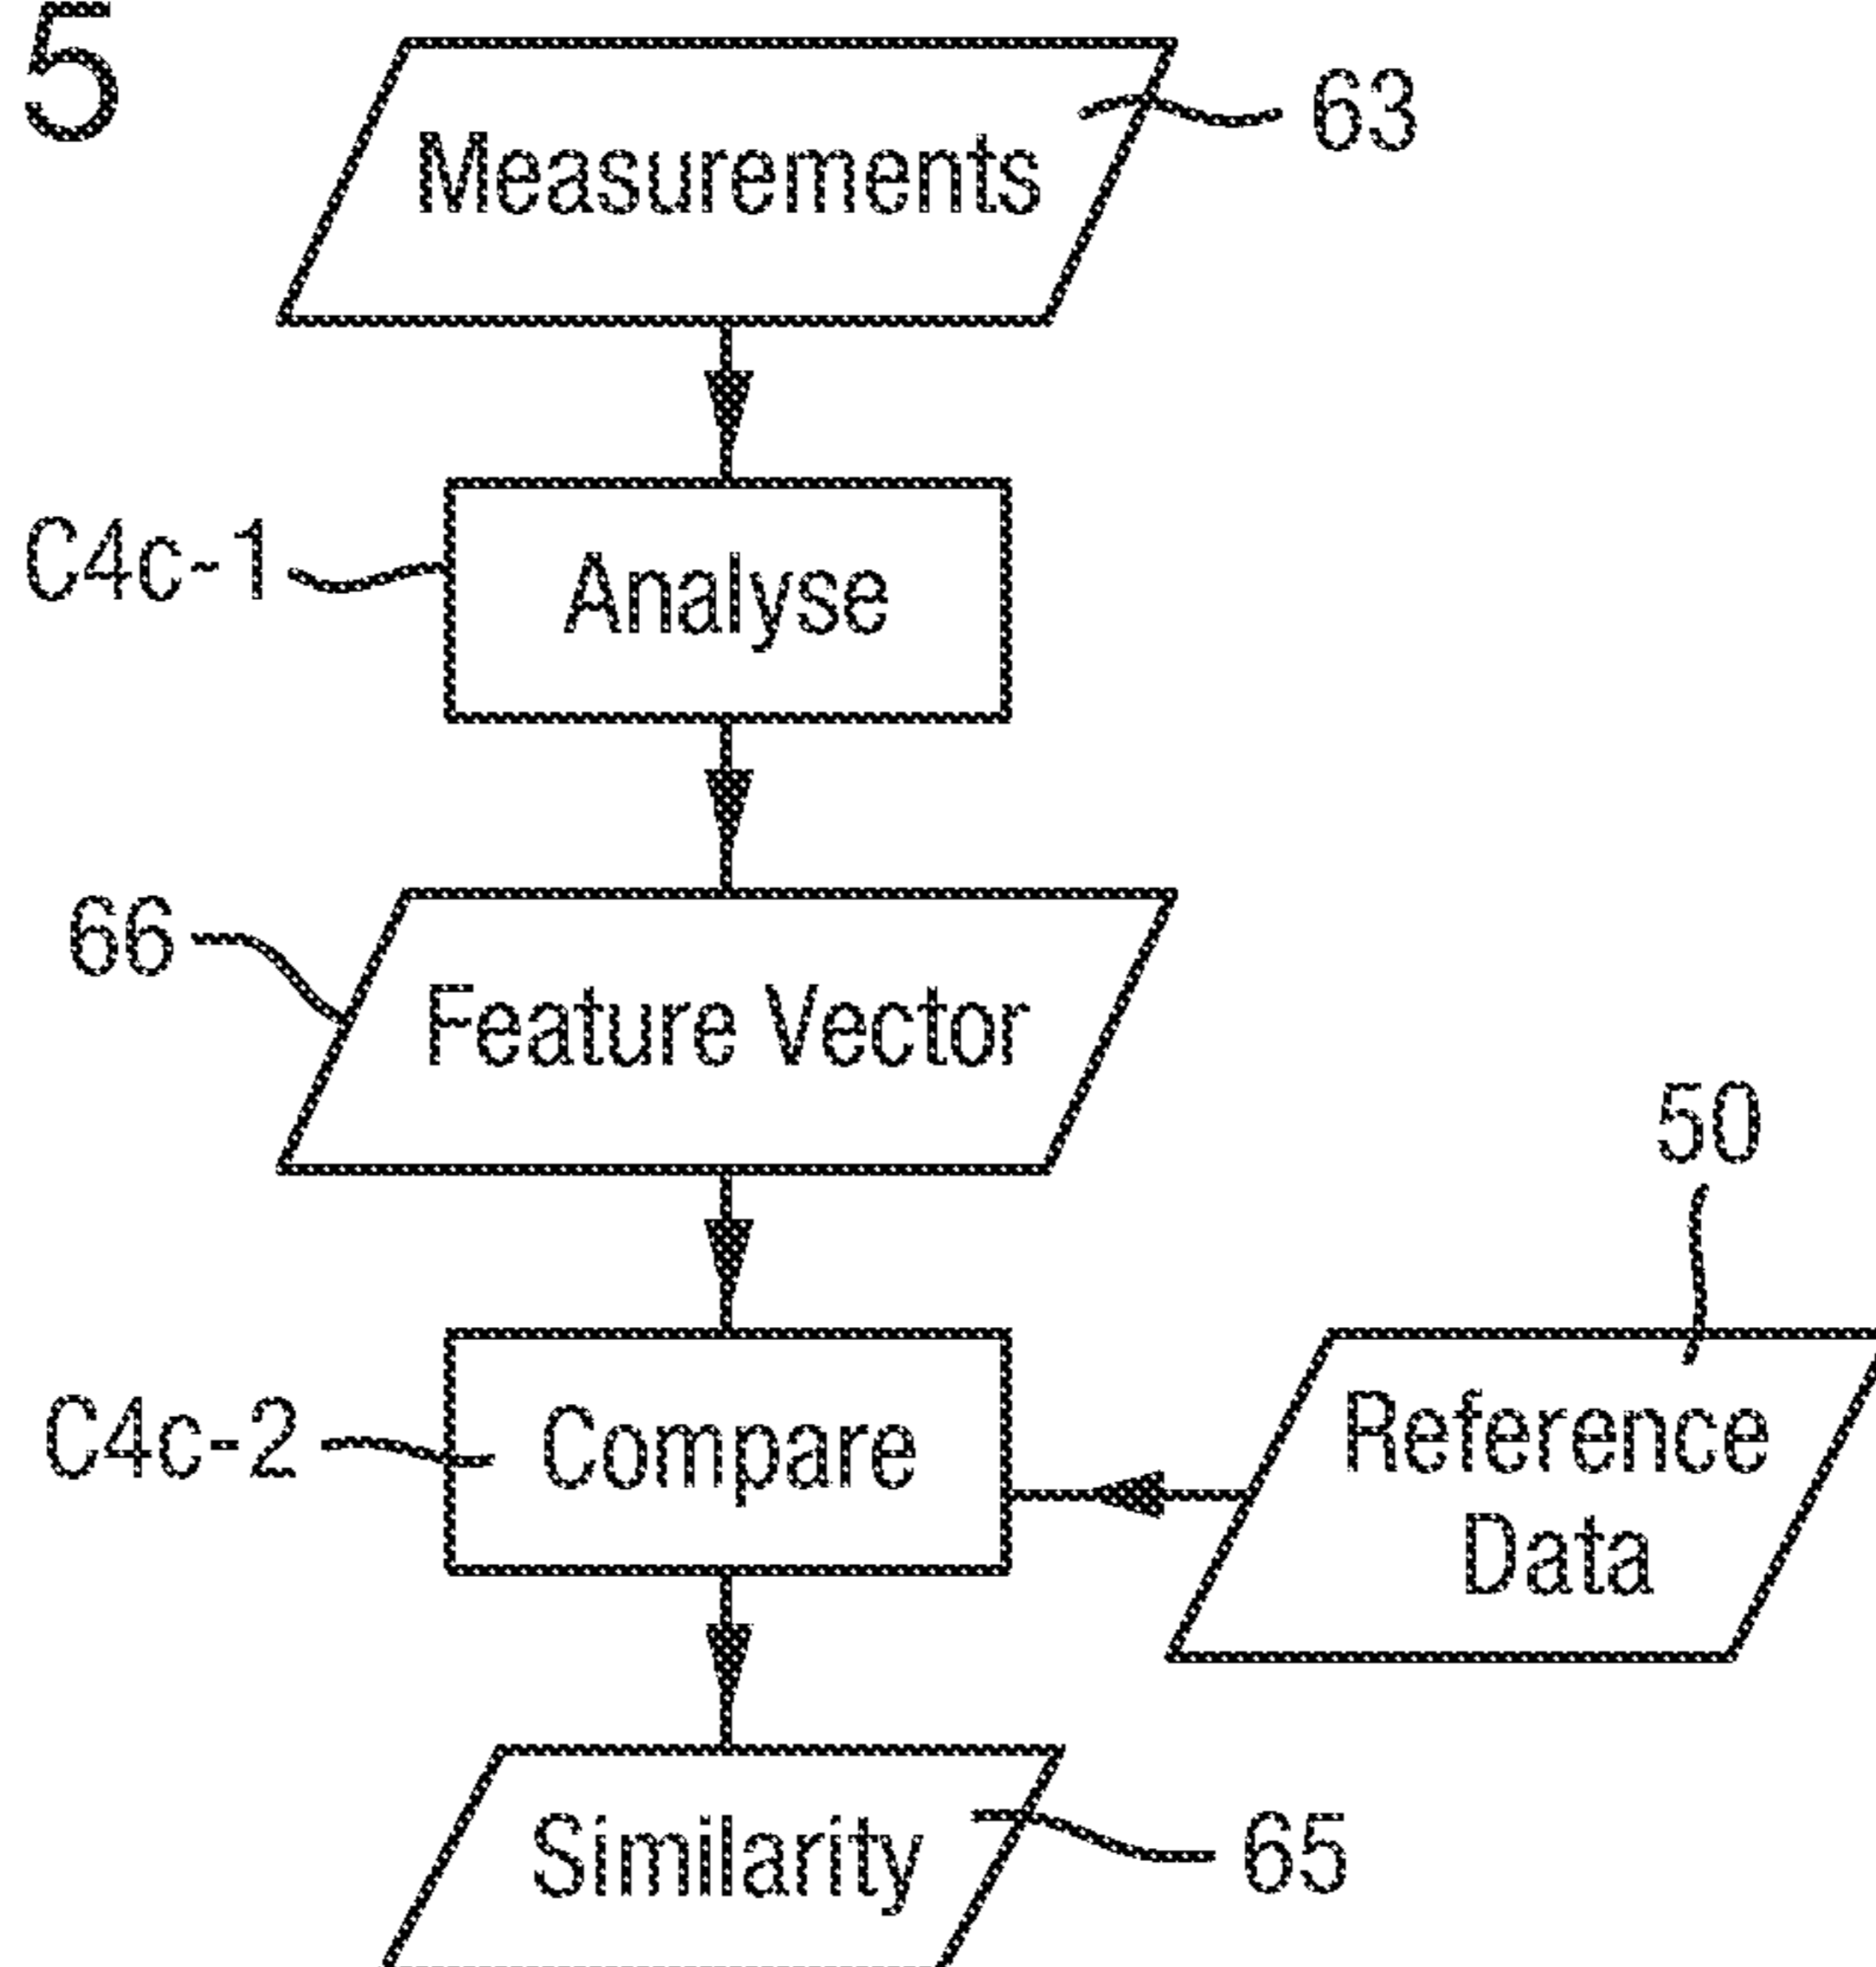 5
Measurements
63
C4c-1
Analyse
66
Feature Vector
50
C4c-2
Compare
Reference
Data
Similarity
65